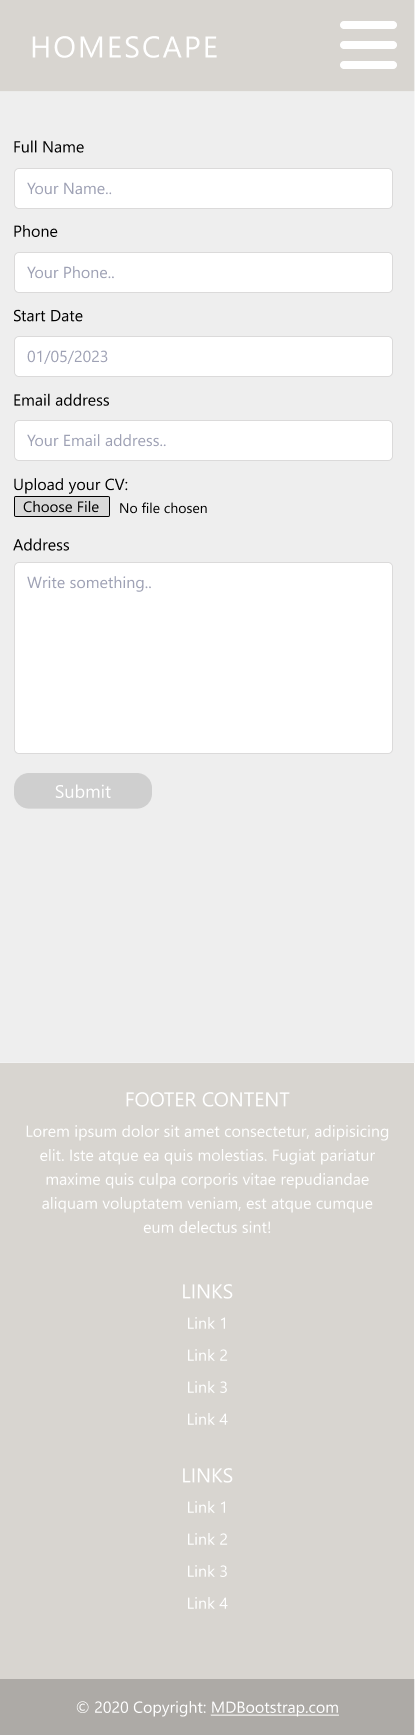 HOMESCAPE
Full Name
Your Name..
Phone
Your Phone..
Start Date
01/05/2023
Email address
Your Email address..
Upload your CV:
Choose File No file chosen
Address
Write something..
Submit
FOOTER CONTENT
Lorem ipsum dolor sit amet consectetur, adipisicing
elit. Iste atque ea quis molestias. Fugiat pariatur
maxime quis culpa corporis vitae repudiandae
aliquam voluptatem veniam, est atque cumque
eum delectus sint!
LINKS
Link 1
Link 2
Link 3
Link 4
LINKS
Link 1
Link 2
Link 3
Link 4
© 2020 Copyright: MDBootstrap.com